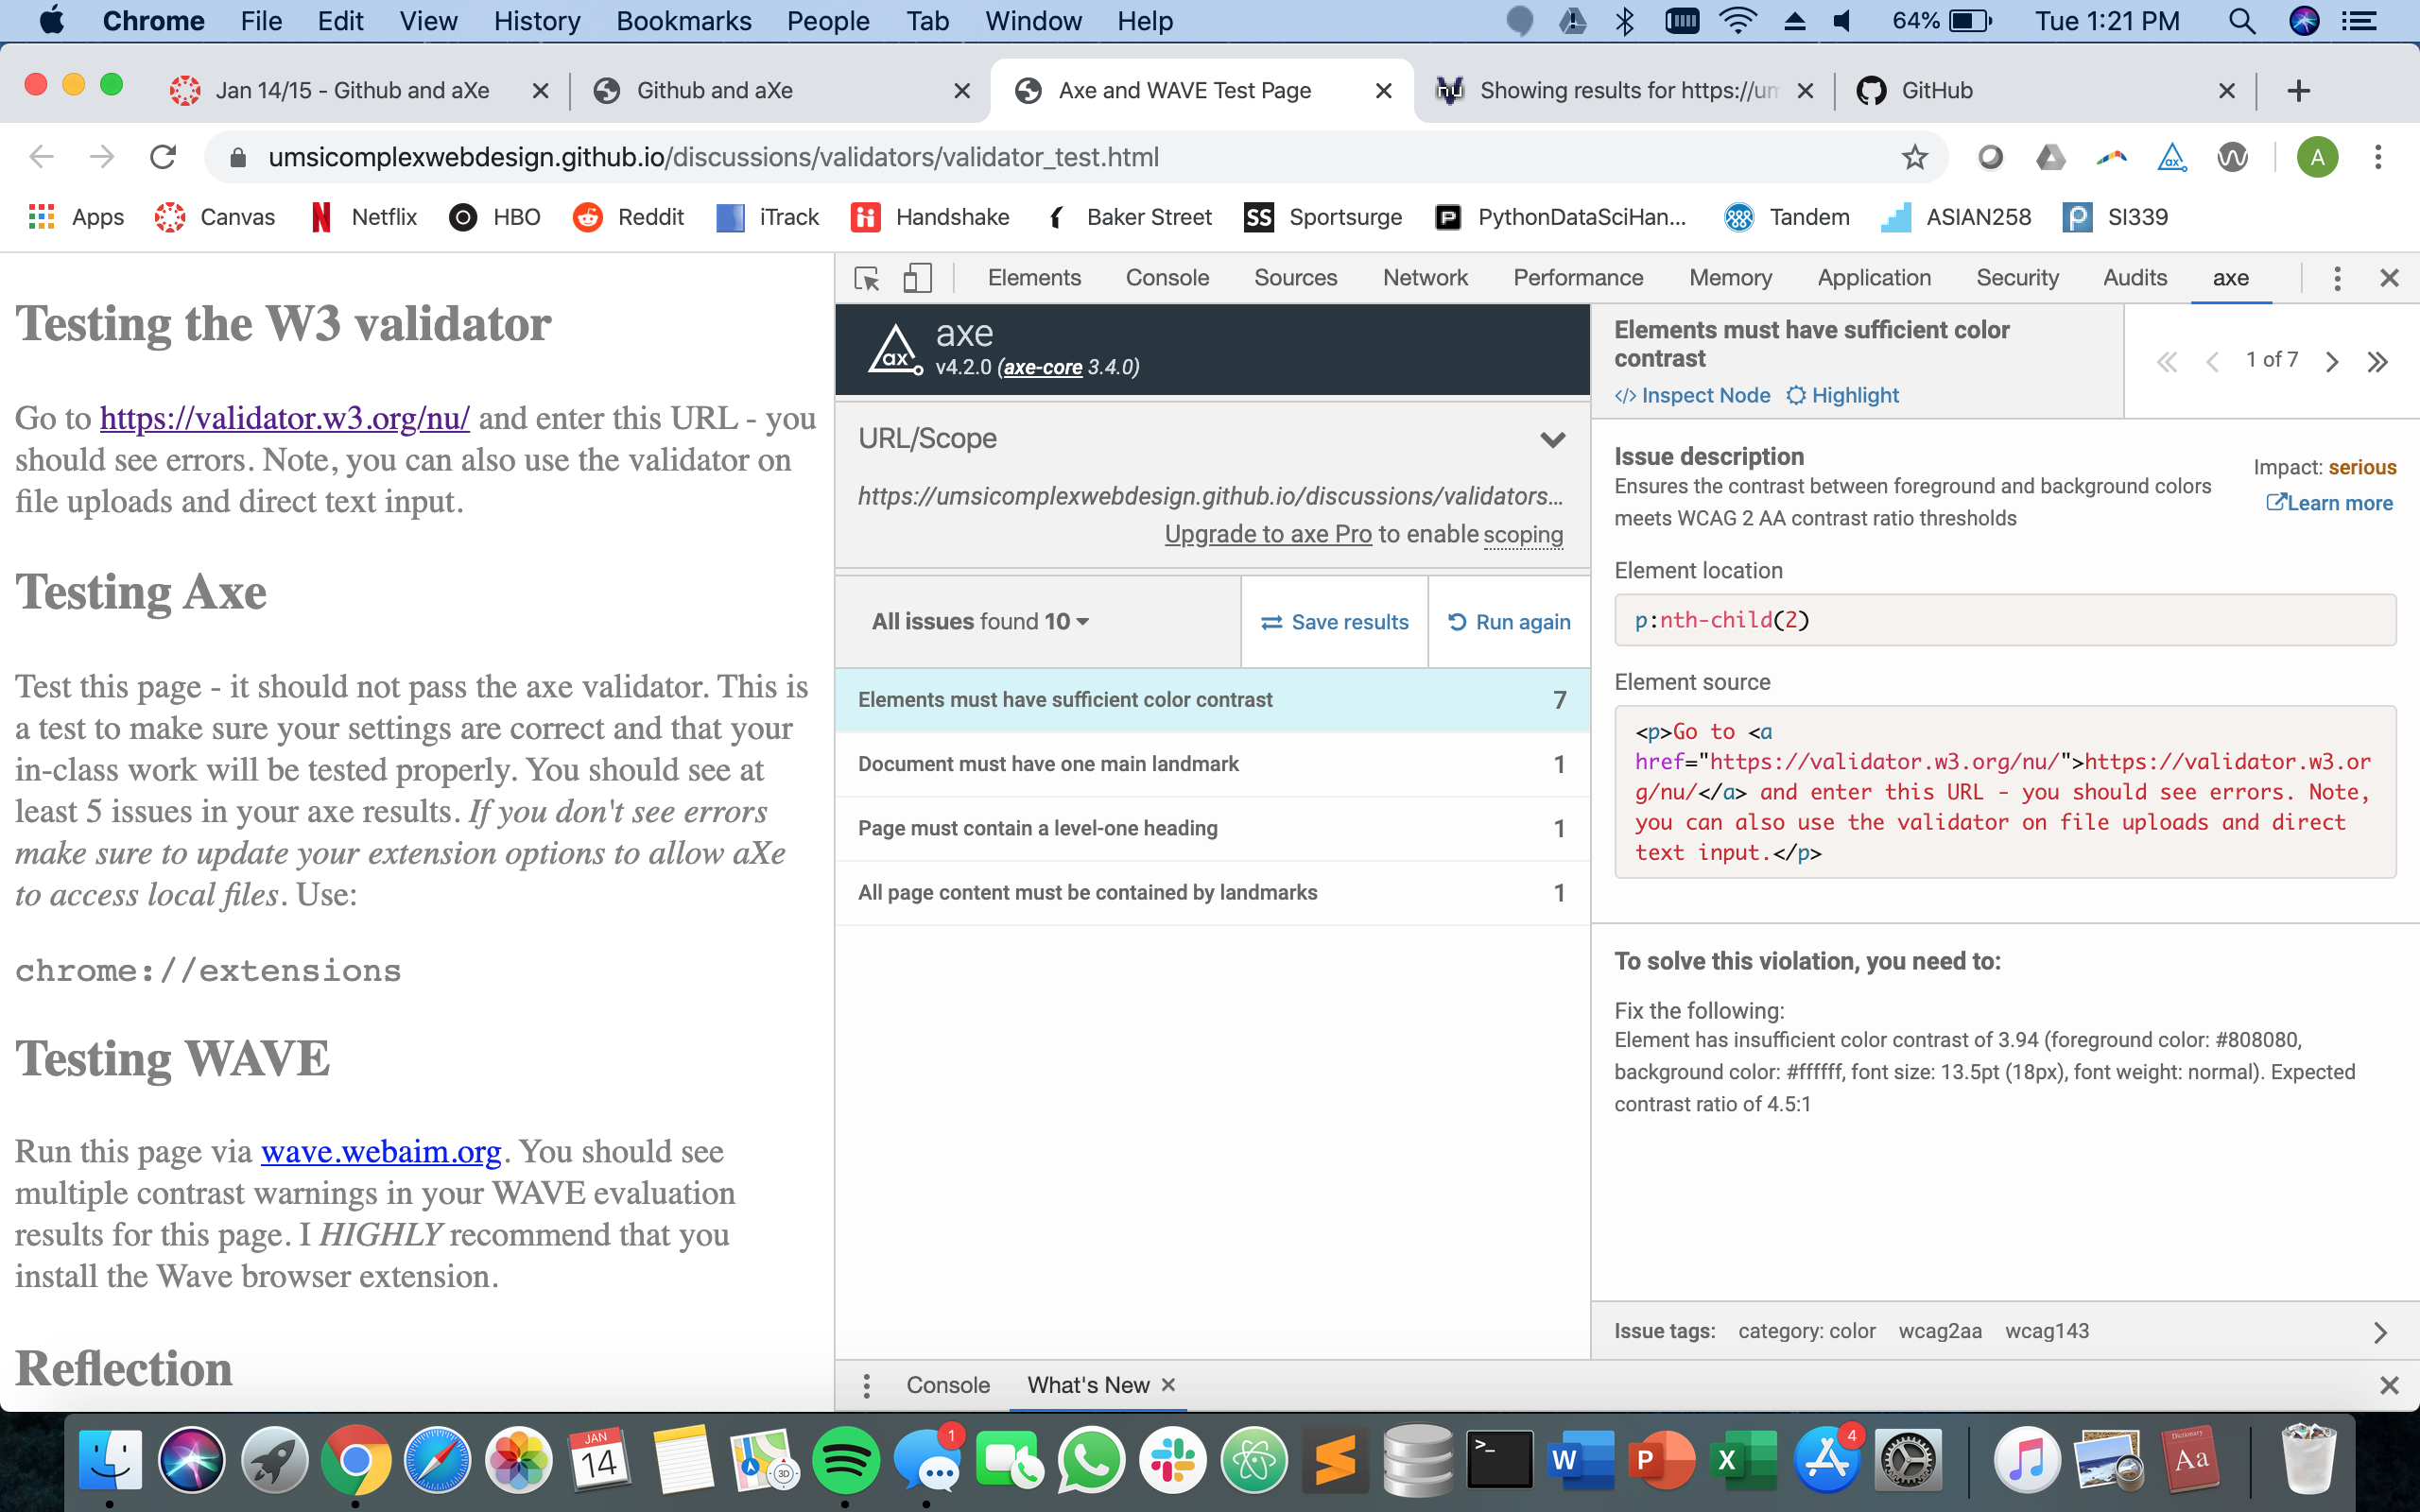 Chrome File Edit View History Bookmarks People Tab Window Help 64% Tue 1:21 PM
Jan 14/15 - Github and aXe
Github and aXe
Axe and WAVE Test Page
Showing results for https://um
GitHub
umsicomplexwebdesign.github.io/discussions/validators/validator_test.html
A
Apps Canvas Netflix HBO Reddit iTrack Handshake Baker Street Sportsurge PythonDataSciHan... Tandem ASIAN258 SI339
Testing the W3 validator
Go to https://validator.w3.org/nu/ and enter this URL - you
should see errors. Note, you can also use the validator on
file uploads and direct text input.
Testing Axe
Test this page - it should not pass the axe validator. This is
a test to make sure your settings are correct and that your
in-class work will be tested properly. You should see at
least 5 issues in your axe results. If you don't see errors
make sure to update your extension options to allow aXe
to access local files. Use:
chrome://extensions
Testing WAVE
Run this page via wave.webaim.org. You should see
multiple contrast warnings in your WAVE evaluation
results for this page. I HIGHLY recommend that you
install the Wave browser extension.
Reflection
Elements Console Sources Network Performance Memory Application Security Audits axe
axe
v4.2.0 (axe-core 3.4.0)
URL/Scope
https://umsicomplexwebdesign.github.io/discussions/validators...
Upgrade to axe Pro to enable scoping
All issues found 10
Save results
Run again
Elements must have sufficient color contrast 7
Document must have one main landmark 1
Page must contain a level-one heading 1
All page content must be contained by landmarks 1
Elements must have sufficient color
contrast
</> Inspect Node Highlight
1 of 7
Issue description
Ensures the contrast between foreground and background colors
meets WCAG 2 AA contrast ratio thresholds
Impact: serious
Learn more
Element location
p:nth-child(2)
Element source
<p>Go to <a
href="https://validator.w3.org/nu/">https://validator.w3.or
g/nu/</a> and enter this URL - you should see errors. Note,
you can also use the validator on file uploads and direct
text input.</p>
To solve this violation, you need to:
Fix the following:
Element has insufficient color contrast of 3.94 (foreground color: #808080,
background color: #ffffff, font size: 13.5pt (18px), font weight: normal). Expected
contrast ratio of 4.5:1
Issue tags: category: color wcag2aa wcag143
Console What's New
JAN
14
3D
1
>_
W
P
X
4
Dictionary
Aa